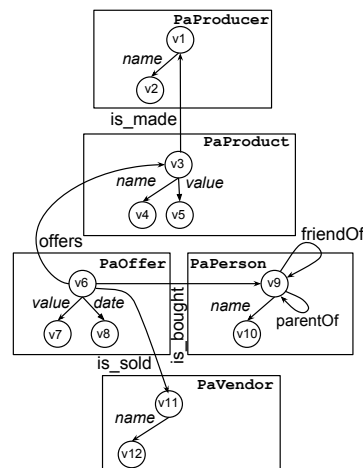 PaProducer
v1
name
v2
is_made
PaProduct
v3
name value
v4 v5
offers
friendOf
PaOffer PaPerson
v6 v9
value date name
v7 v8 v10
parentOf
is_bought
is_sold
PaVendor
v11
name
v12